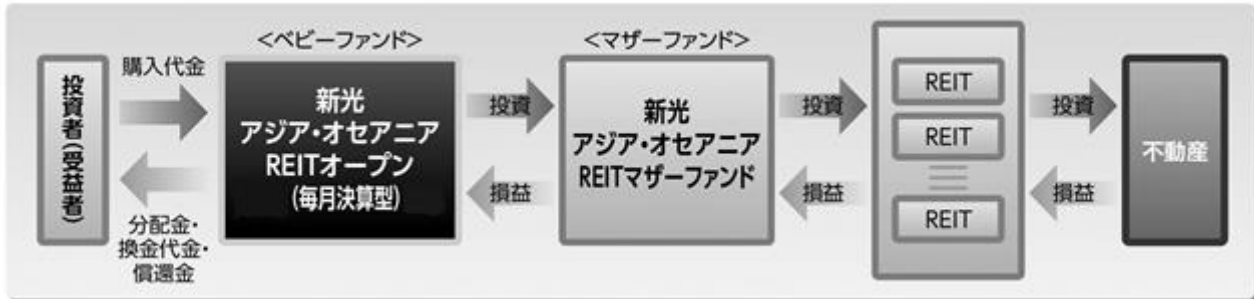 投資者(受益者)
購入代金
分配金・
換金代金・
償還金
<ベビーファンド>
新光
アジア・オセアニア
REITオープン
(毎月決算型)
投資
損益
<マザーファンド>
新光
アジア・オセアニア
REITマザーファンド
投資
損益
REIT
REIT
REIT
投資
損益
不動産